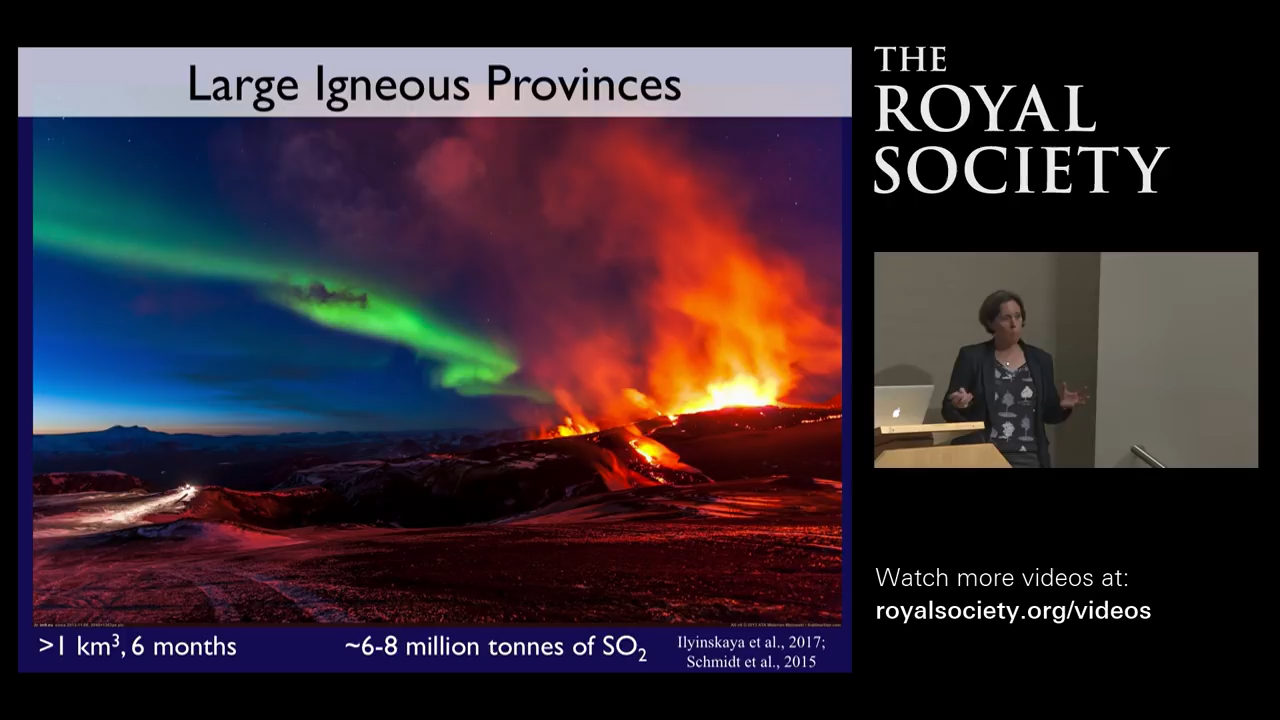 Large Igneous Provinces
>1 km³, 6 months
~6-8 million tonnes of SO₂
Ilyinskaya et al., 2017;
Schmidt et al., 2015
THE
ROYAL
SOCIETY
Watch more videos at:
royalsociety.org/videos